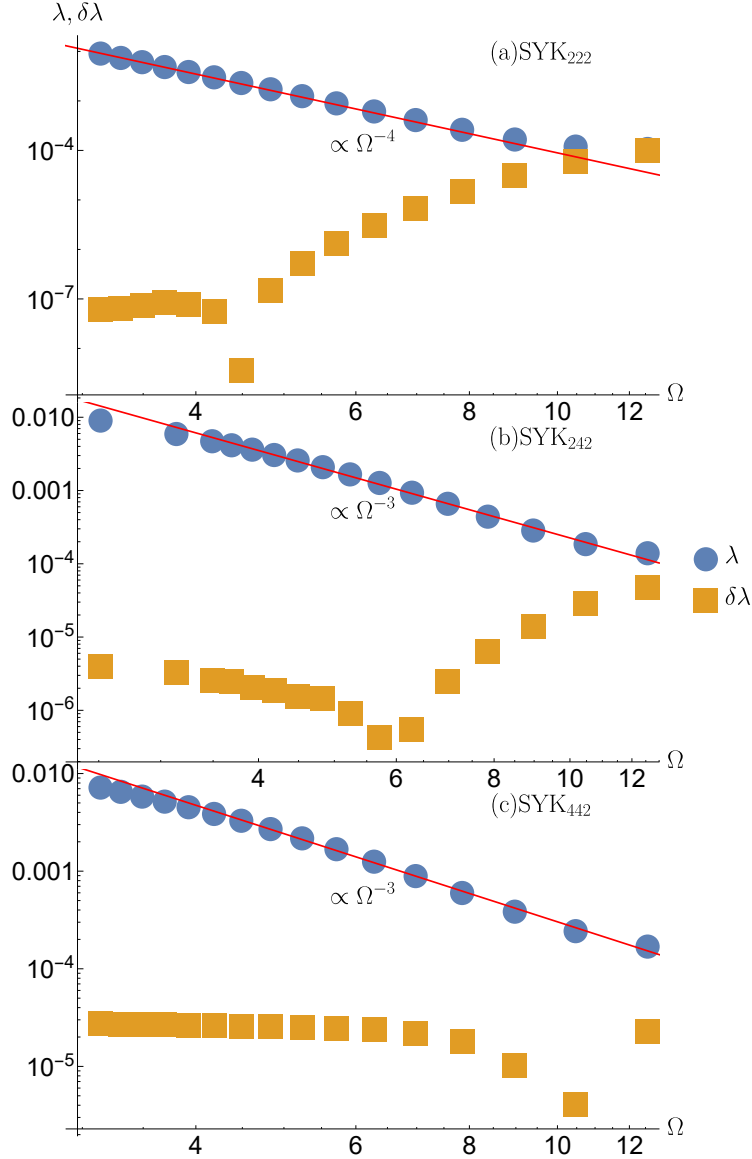 λ, δλ
(a)SYK₂₂₂
∝ Ω⁻⁴
10⁻⁴
10⁻⁷
4 6 8 10 12 Ω
(b)SYK₂₄₂
∝ Ω⁻³
0.010
0.001
10⁻⁴
10⁻⁵
10⁻⁶
4 6 8 10 12 Ω
λ
δλ
(c)SYK₄₄₂
∝ Ω⁻³
0.010
0.001
10⁻⁴
10⁻⁵
4 6 8 10 12 Ω